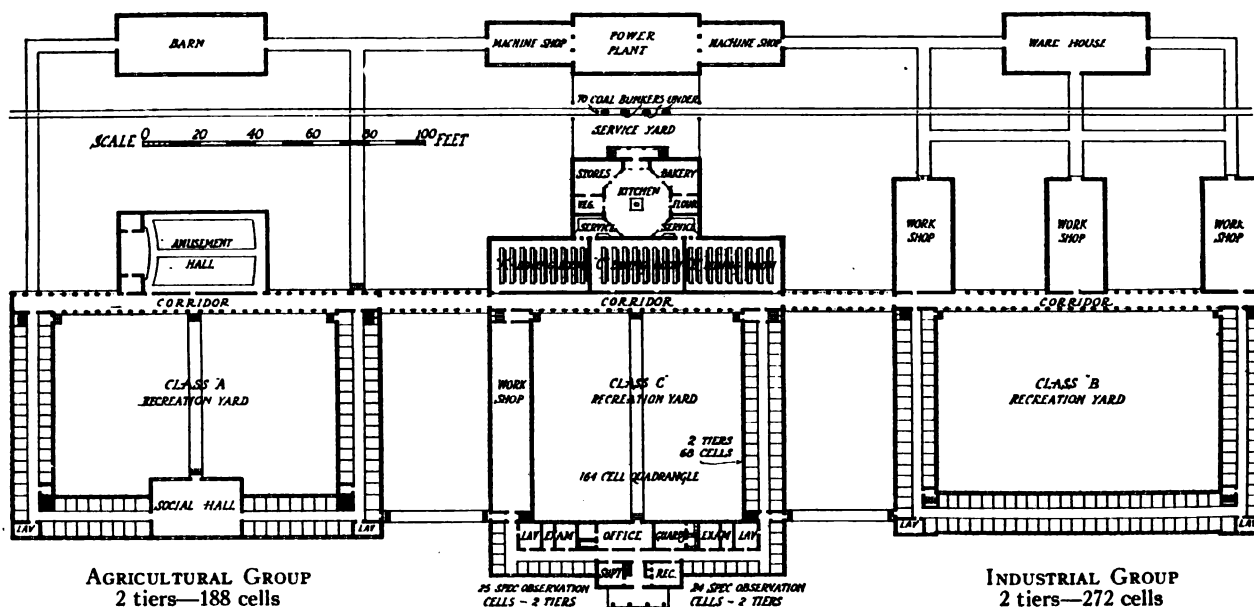 BARN
MACHINE SHOP
POWER
PLANT
MACHINE SHOP
WARE HOUSE
TO COAL BUNKERS UNDER
SERVICE YARD
SCALE 0 20 40 60 80 100 FEET
STORES
BAKERY
KITCHEN
VEG.
FLOUR
SERVICE
SERVICE
AMUSEMENT
HALL
WORK
SHOP
WORK
SHOP
WORK
SHOP
CORRIDOR
CORRIDOR
CORRIDOR
CLASS "A"
RECREATION YARD
WORK
SHOP
CLASS "C"
RECREATION YARD
CLASS "B"
RECREATION YARD
2 TIERS
68 CELLS
164 CELL QUADRANGLE
SOCIAL HALL
LAV
LAV
LAV
EXAM
OFFICE
GUARD
EXAM
LAV
LAV
LAV
SUPT
REC.
25 SPEC OBSERVATION
CELLS - 2 TIERS
24 SPEC OBSERVATION
CELLS - 2 TIERS
AGRICULTURAL GROUP
2 tiers—188 cells
INDUSTRIAL GROUP
2 tiers—272 cells